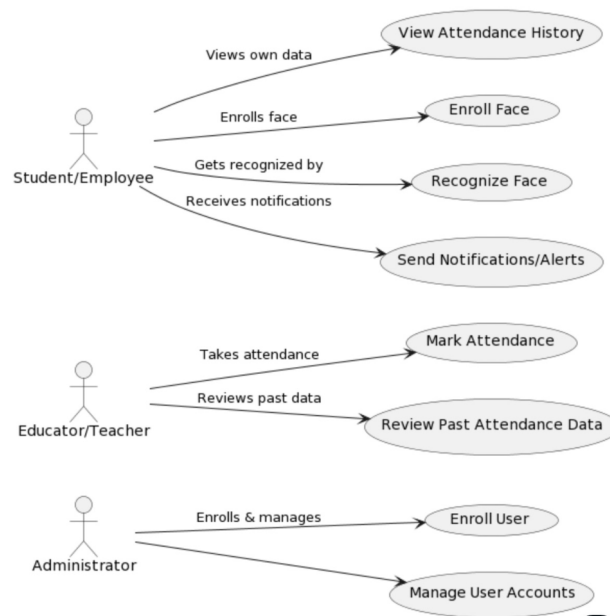 View Attendance History
Views own data
Enroll Face
Enrolls face
Gets recognized by
Student/Employee
Recognize Face
Receives notifications
Send Notifications/Alerts
Mark Attendance
Takes attendance
Reviews past data
Educator/Teacher
Review Past Attendance Data
Enroll User
Enrolls & manages
Administrator
Manage User Accounts